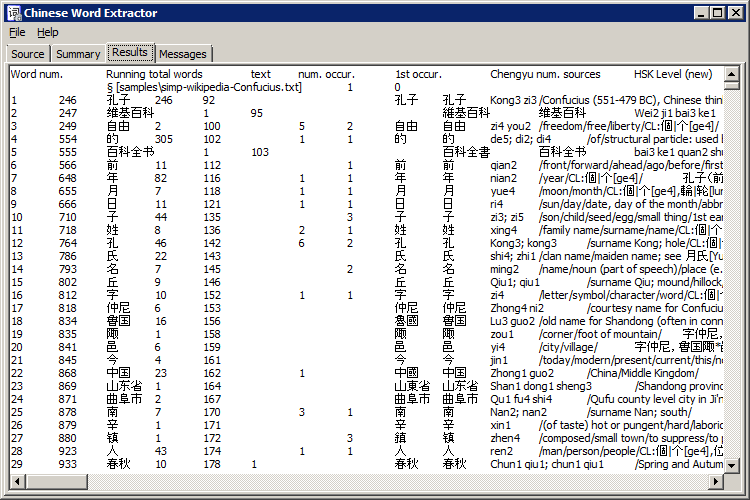 Chinese Word Extractor
File Help
Source Summary Results Messages
Word num. Running total words text num. occur. 1st occur. Chengyu num. sources HSK Level (new)
§ [samples\simp-wikipedia-Confucius.txt] 1 0
1 246 孔子 246 92 孔子 孔子 Kong3 zi3 /Confucius (551-479 BC), Chinese thin
2 247 维基百科 1 95 維基百科 维基百科 Wei2 ji1 bai3 ke1
3 249 自由 2 100 5 2 自由 自由 zi4 you2 /freedom/free/liberty/CL:個|个[ge4]/
4 554 的 305 102 1 1 的 的 de5; di2; di4 /of/structural particle: used
5 555 百科全书 1 103 百科全書 百科全书 bai3 ke1 quan2 shu
6 566 前 11 112 1 1 前 前 qian2 /front/forward/ahead/ago/before/first
7 648 年 82 116 1 1 年 年 nian2 /year/CL:個|个[ge4]/ 孔子（前
8 655 月 7 118 1 1 月 月 yue4 /moon/month/CL:個|个[ge4],輪|轮[lun
9 666 日 11 121 1 1 日 日 ri4 /sun/day/date, day of the month/abbr
10 710 子 44 135 3 子 子 zi3; zi5 /son/child/seed/egg/small thing/1st ear
11 718 姓 8 136 2 1 姓 姓 xing4 /family name/surname/name/CL:個|个
12 764 孔 46 142 6 2 孔 孔 Kong3; kong3 /surname Kong; hole/CL:個
13 786 氏 22 143 氏 氏 shi4; zhi1 /clan name/maiden name; see 月氏[Yu
14 793 名 7 145 2 名 名 ming2 /name/noun (part of speech)/place (e.
15 802 丘 9 146 丘 丘 Qiu1; qiu1 /surname Qiu; mound/hillock,
16 812 字 10 152 1 1 字 字 zi4 /letter/symbol/character/word/CL:個|
17 818 仲尼 6 153 仲尼 仲尼 Zhong4 ni2 /courtesy name for Confucius
18 834 鲁国 16 156 魯國 鲁国 Lu3 guo2 /old name for Shandong (often in conn
19 835 陬 1 158 陬 陬 zou1 /corner/foot of mountain/ 字仲尼,
20 841 邑 6 159 邑 邑 yi4 /city/village/ 字仲尼, 鲁国陬*
21 845 今 4 161 今 今 jin1 /today/modern/present/current/this/n
22 868 中国 23 162 1 中國 中国 Zhong1 guo2 /China/Middle Kingdom/
23 869 山东省 1 164 山東省 山东省 Shan1 dong1 sheng3 /Shandong provinc
24 871 曲阜市 2 167 曲阜市 曲阜市 Qu1 fu4 shi4 /Qufu county level city in Ji'n
25 878 南 7 170 3 1 南 南 Nan2; nan2 /surname Nan; south/
26 879 辛 1 171 辛 辛 xin1 /(of taste) hot or pungent/hard/laborio
27 880 镇 1 172 3 鎮 镇 zhen4 /composed/small town/to suppress/to p
28 923 人 43 174 1 1 人 人 ren2 /man/person/people/CL:個|个[ge4],位
29 933 春秋 10 178 1 春秋 春秋 Chun1 qiu1; chun1 qiu1 /Spring and Autum